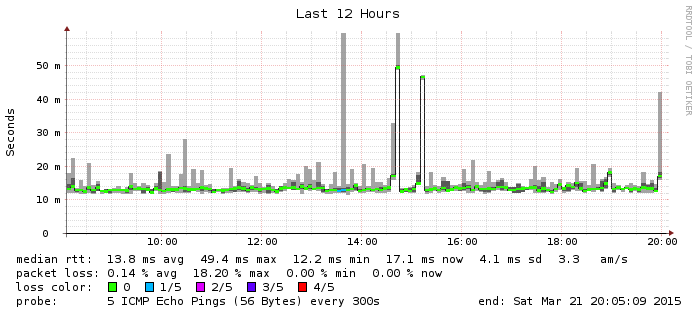 Last 12 Hours
RRDTOOL / TOBI OETIKER
Seconds
50 m
40 m
30 m
20 m
10 m
0
10:00 12:00 14:00 16:00 18:00 20:00
median rtt: 13.8 ms avg 49.4 ms max 12.2 ms min 17.1 ms now 4.1 ms sd 3.3 am/s
packet loss: 0.14 % avg 18.20 % max 0.00 % min 0.00 % now
loss color: 0 1/5 2/5 3/5 4/5
probe: 5 ICMP Echo Pings (56 Bytes) every 300s end: Sat Mar 21 20:05:09 2015